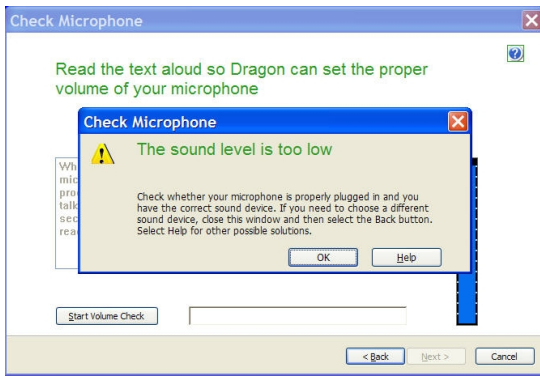 Check Microphone
Read the text aloud so Dragon can set the proper
volume of your microphone
Check Microphone
The sound level is too low
Check whether your microphone is properly plugged in and you
have the correct sound device. If you need to choose a different
sound device, close this window and then select the Back button.
Select Help for other possible solutions.
OK
Help
Start Volume Check
< Back
Next >
Cancel